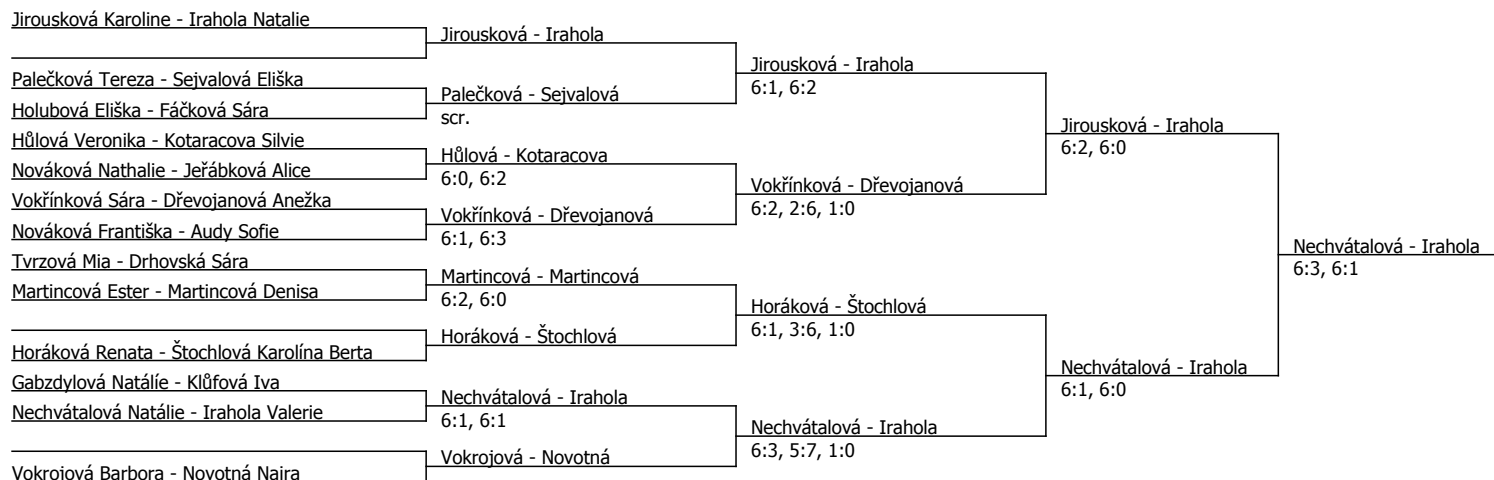 Jirousková Karoline - Irahola Natalie
Jirousková - Irahola
Jirousková - Irahola
6:1, 6:2
Palečková Tereza - Sejvalová Eliška
Palečková - Sejvalová
scr.
Holubová Eliška - Fáčková Sára
Jirousková - Irahola
6:2, 6:0
Hůlová Veronika - Kotaracova Silvie
Hůlová - Kotaracova
6:0, 6:2
Nováková Nathalie - Jeřábková Alice
Vokřínková - Dřevojanová
6:2, 2:6, 1:0
Vokřínková Sára - Dřevojanová Anežka
Vokřínková - Dřevojanová
6:1, 6:3
Nováková Františka - Audy Sofie
Nechvátalová - Irahola
6:3, 6:1
Tvrzová Mia - Drhovská Sára
Martincová - Martincová
6:2, 6:0
Martincová Ester - Martincová Denisa
Horáková - Štochlová
6:1, 3:6, 1:0
Horáková - Štochlová
Horáková Renata - Štochlová Karolína Berta
Nechvátalová - Irahola
6:1, 6:0
Gabzdylová Natálíe - Klůfová Iva
Nechvátalová - Irahola
6:1, 6:1
Nechvátalová Natálie - Irahola Valerie
Nechvátalová - Irahola
6:3, 5:7, 1:0
Vokrojová - Novotná
Vokrojová Barbora - Novotná Naira